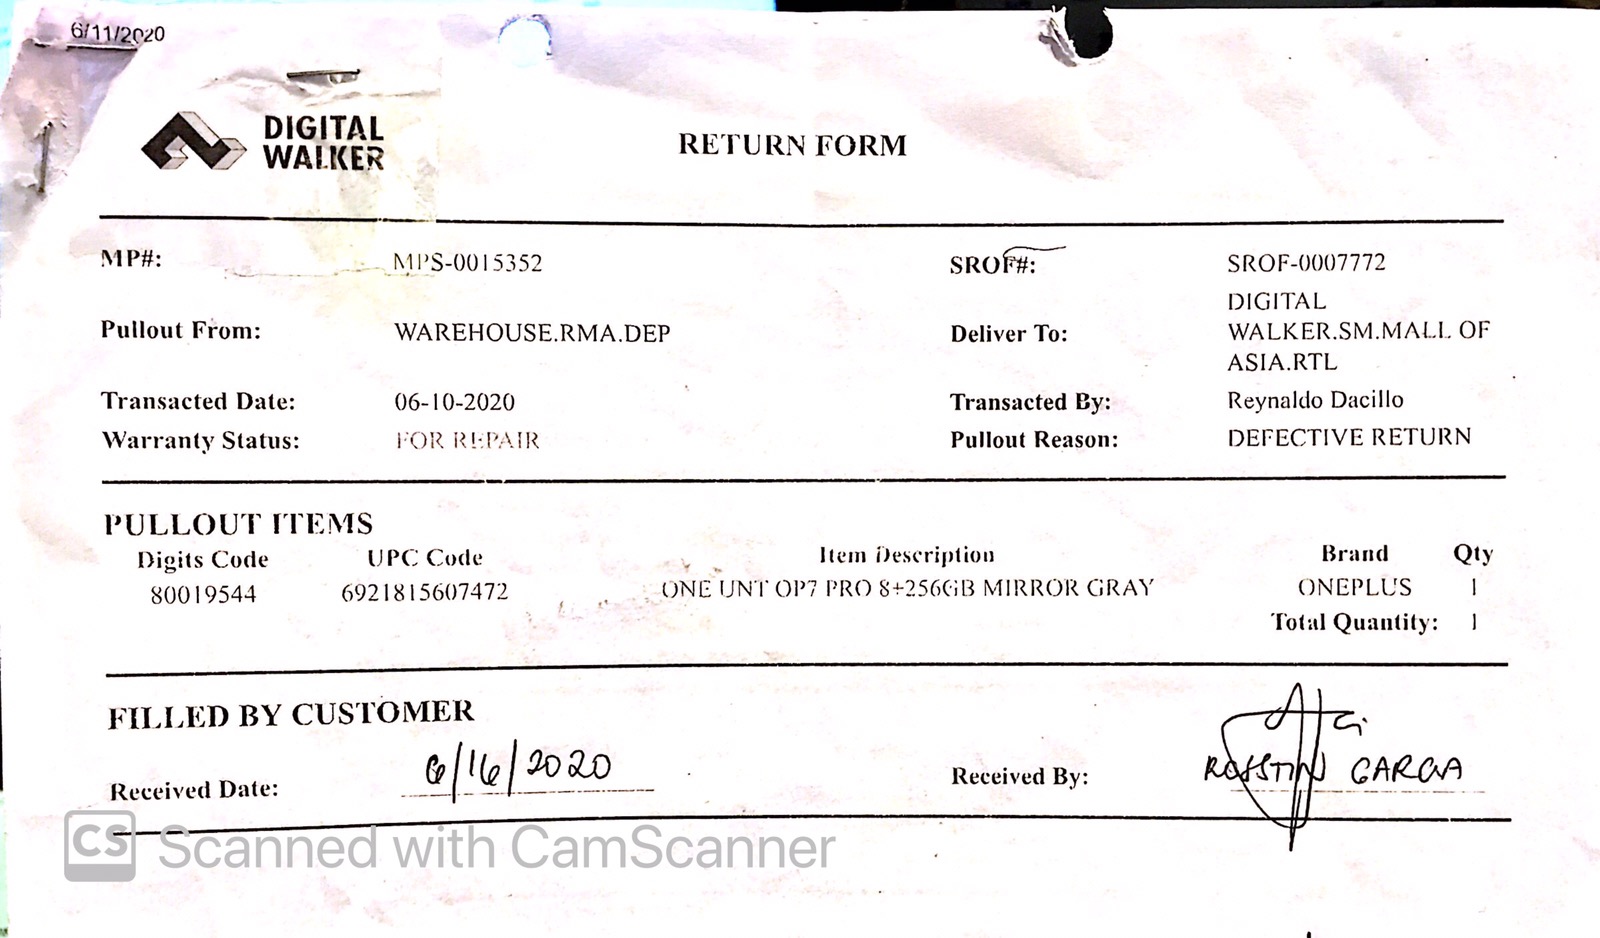 6/11/2020
DIGITAL
WALKER
RETURN FORM
MP#: MPS-0015352 SROF#: SROF-0007772
Pullout From: WAREHOUSE.RMA.DEP Deliver To: DIGITAL
WALKER.SM.MALL OF
ASIA.RTL
Transacted Date: 06-10-2020 Transacted By: Reynaldo Dacillo
Warranty Status: FOR REPAIR Pullout Reason: DEFECTIVE RETURN
PULLOUT ITEMS
Digits Code UPC Code Item Description Brand Qty
80019544 6921815607472 ONE UNT OP7 PRO 8+256GB MIRROR GRAY ONEPLUS 1
Total Quantity: 1
FILLED BY CUSTOMER
Received Date: 6/16/2020 Received By: GARCIA
CS Scanned with CamScanner